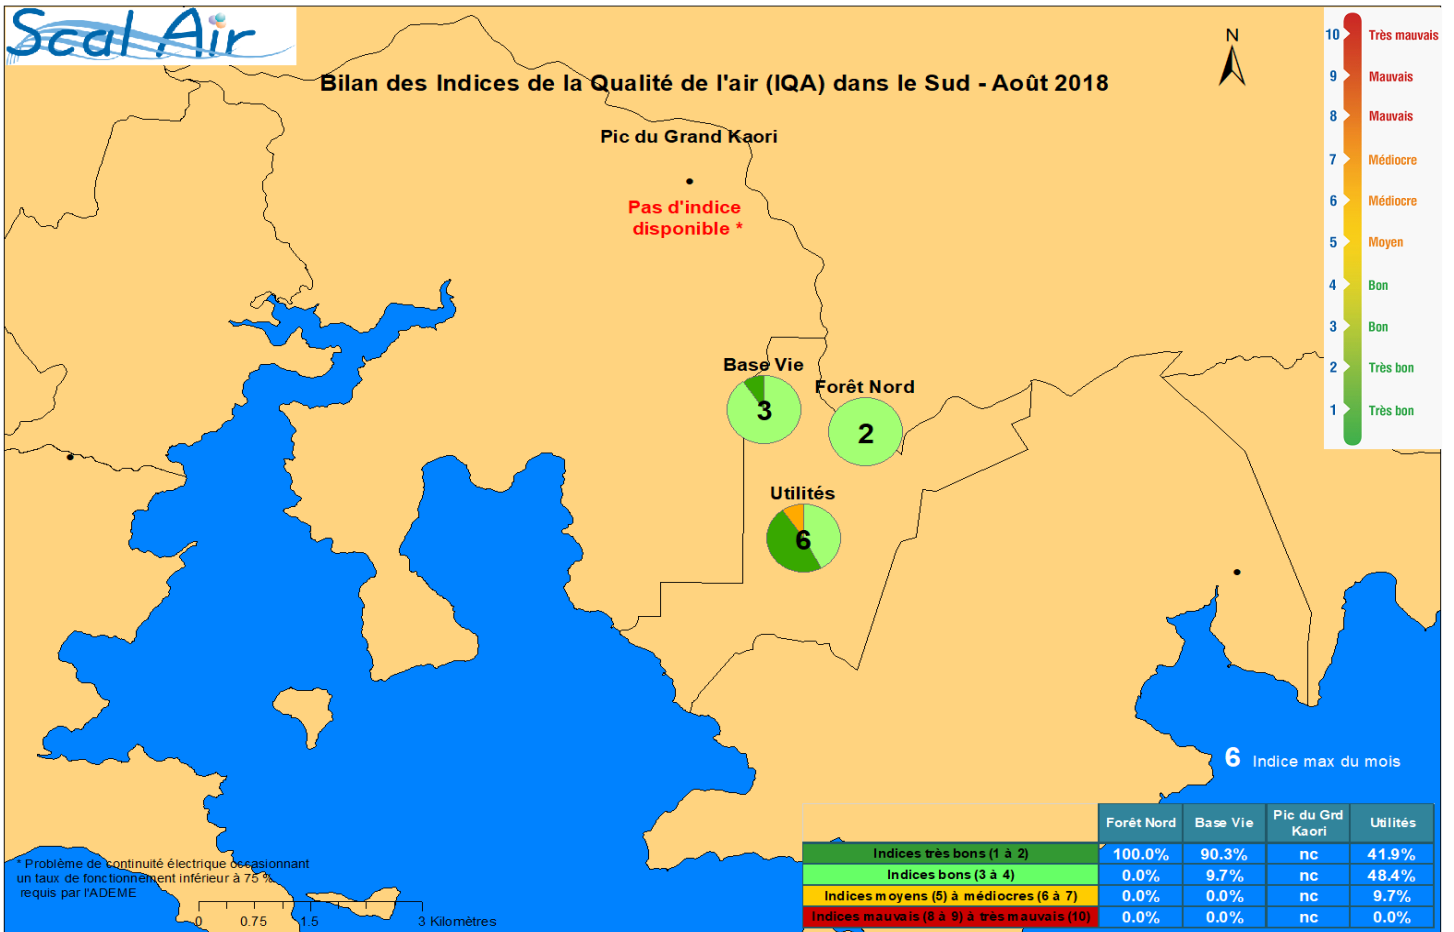 Scal Air
Bilan des Indices de la Qualité de l'air (IQA) dans le Sud - Août 2018
N
10 Très mauvais
9 Mauvais
8 Mauvais
7 Médiocre
6 Médiocre
5 Moyen
4 Bon
3 Bon
2 Très bon
1 Très bon
Pic du Grand Kaori
Pas d'indice
disponible *
Base Vie
3
Forêt Nord
2
Utilités
6
6 Indice max du mois
Forêt Nord Base Vie Pic du Grd Kaori Utilités
Indices très bons (1 à 2) 100.0% 90.3% nc 41.9%
Indices bons (3 à 4) 0.0% 9.7% nc 48.4%
Indices moyens (5) à médiocres (6 à 7) 0.0% 0.0% nc 9.7%
Indices mauvais (8 à 9) à très mauvais (10) 0.0% 0.0% nc 0.0%
* Problème de continuité électrique occasionnant
un taux de fonctionnement inférieur à 75 %
requis par l'ADEME
0 0.75 1.5 3 Kilomètres